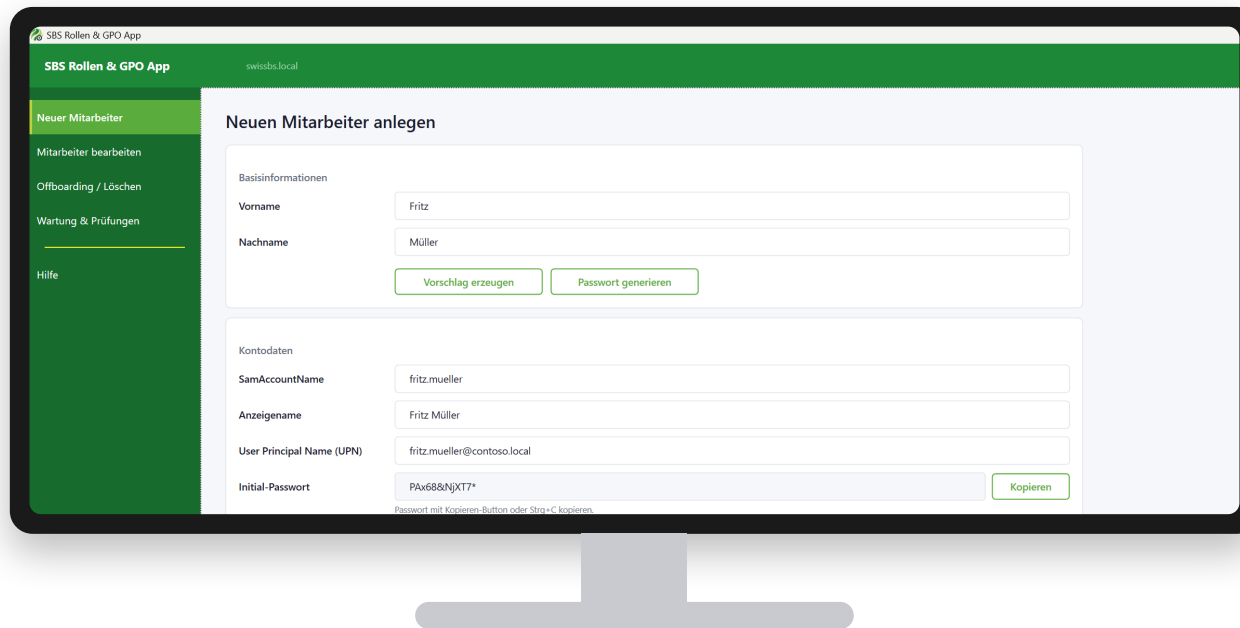 SBS Rollen & GPO App
SBS Rollen & GPO App
swissbs.local
Neuer Mitarbeiter
Mitarbeiter bearbeiten
Offboarding / Löschen
Wartung & Prüfungen
Hilfe
Neuen Mitarbeiter anlegen
Basisinformationen
Vorname
Fritz
Nachname
Müller
Vorschlag erzeugen
Passwort generieren
Kontodaten
SamAccountName
fritz.mueller
Anzeigename
Fritz Müller
User Principal Name (UPN)
fritz.mueller@contoso.local
Initial-Passwort
PAx68&NjXT7*
Kopieren
Passwort mit Kopieren-Button oder Strg+C kopieren.